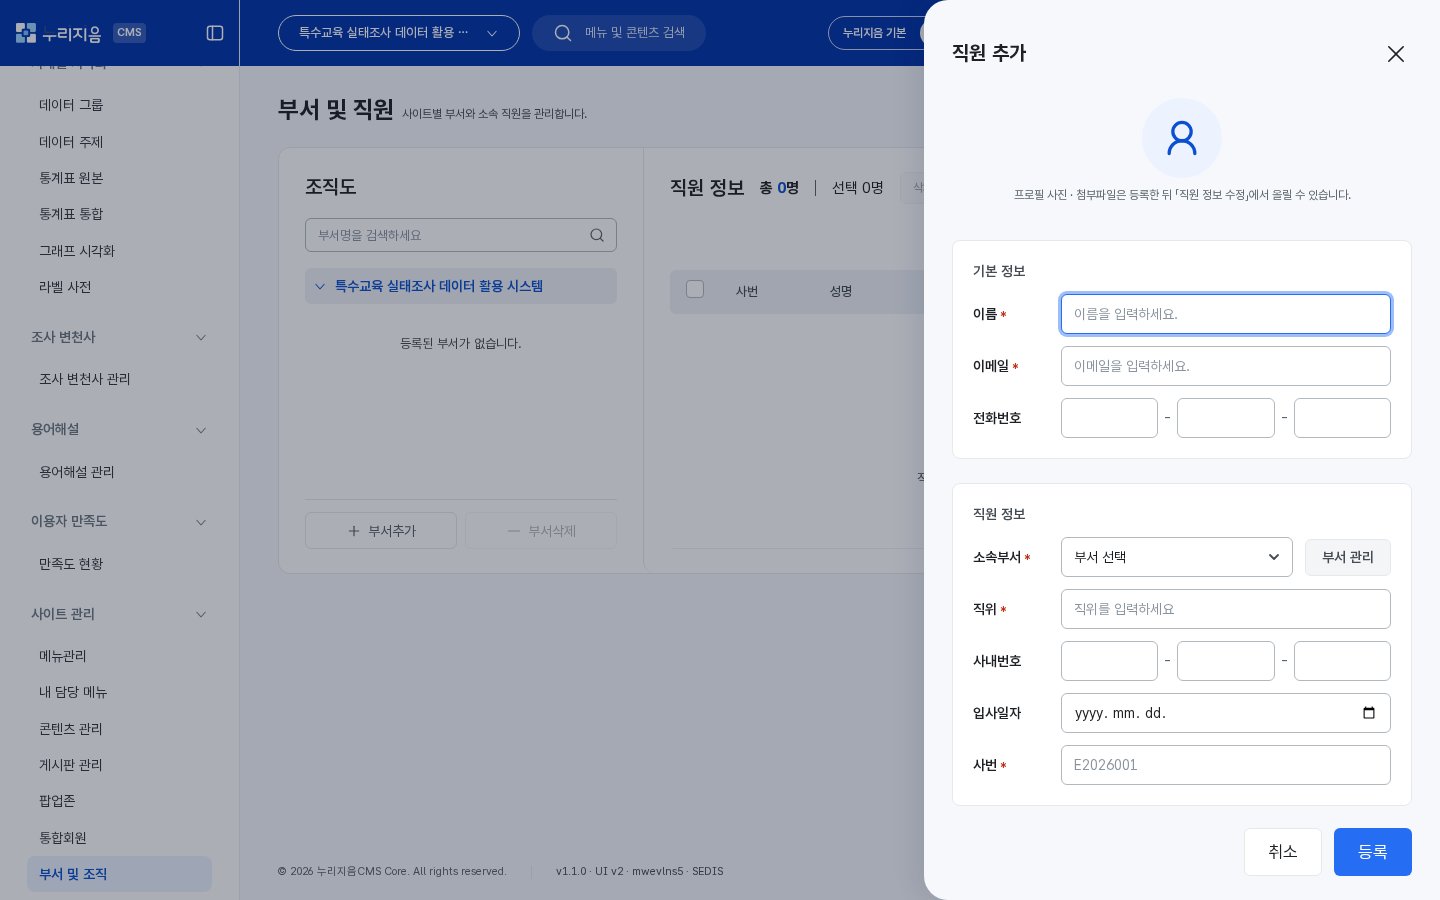 누리지음 CMS
특수교육 실태조사 데이터 활용 ···
메뉴 및 콘텐츠 검색
누리지음 기본
데이터 그룹
데이터 주제
통계표 원본
통계표 통합
그래프 시각화
라벨 사전
조사 변천사
조사 변천사 관리
용어해설
용어해설 관리
이용자 만족도
만족도 현황
사이트 관리
메뉴관리
내 담당 메뉴
콘텐츠 관리
게시판 관리
팝업존
통합회원
부서 및 조직
부서 및 직원 사이트별 부서와 소속 직원을 관리합니다.
조직도
부서명을 검색하세요
특수교육 실태조사 데이터 활용 시스템
등록된 부서가 없습니다.
부서추가
부서삭제
직원 정보 총 0명 선택 0명
사번 성명
© 2026 누리지음CMS Core. All rights reserved. v1.1.0 · UI v2 · mwevlns5 · SEDIS
직원 추가
프로필 사진 · 첨부파일은 등록한 뒤 「직원 정보 수정」에서 올릴 수 있습니다.
기본 정보
이름 * 이름을 입력하세요.
이메일 * 이메일을 입력하세요.
전화번호 - -
직원 정보
소속부서 * 부서 선택 부서 관리
직위 * 직위를 입력하세요
사내번호 - -
입사일자 yyyy. mm. dd.
사번 * E2026001
취소 등록